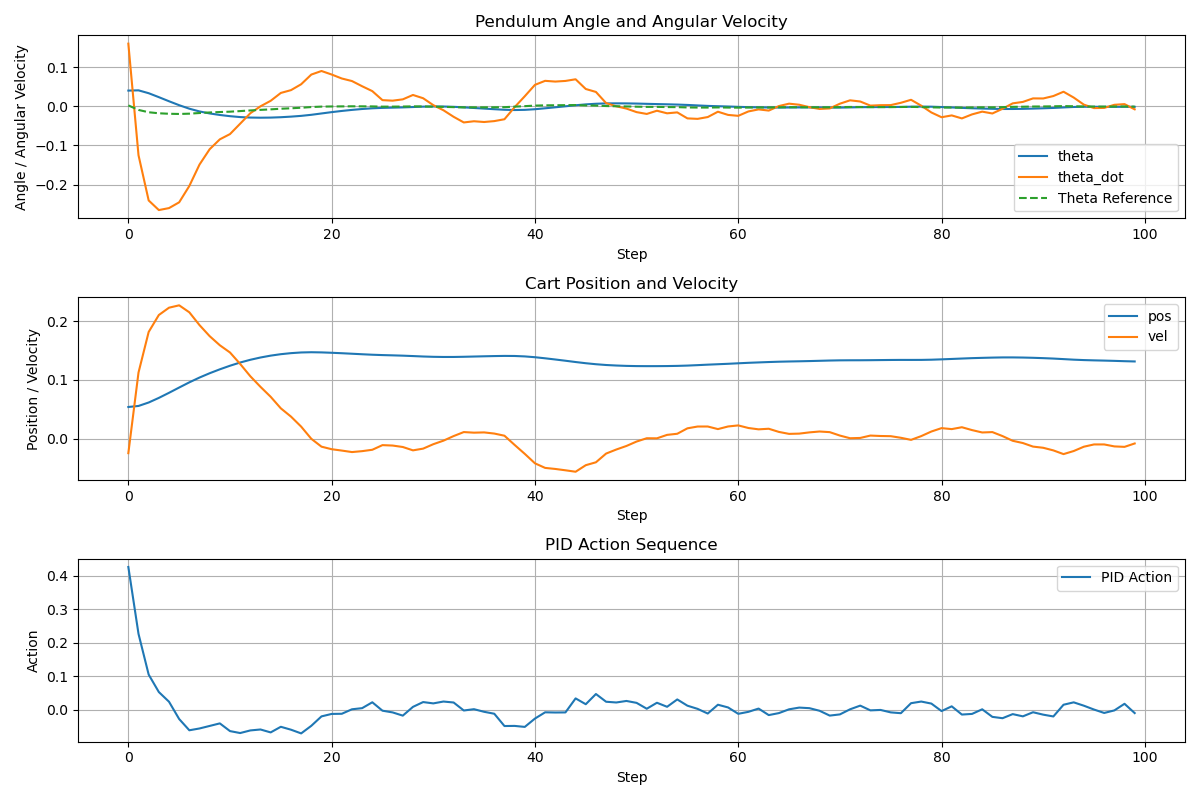 Pendulum Angle and Angular Velocity
Angle / Angular Velocity
0.1
0.0
−0.1
−0.2
theta
theta_dot
Theta Reference
0 20 40 60 80 100
Step
Cart Position and Velocity
Position / Velocity
0.2
0.1
0.0
pos
vel
0 20 40 60 80 100
Step
PID Action Sequence
Action
0.4
0.3
0.2
0.1
0.0
PID Action
0 20 40 60 80 100
Step